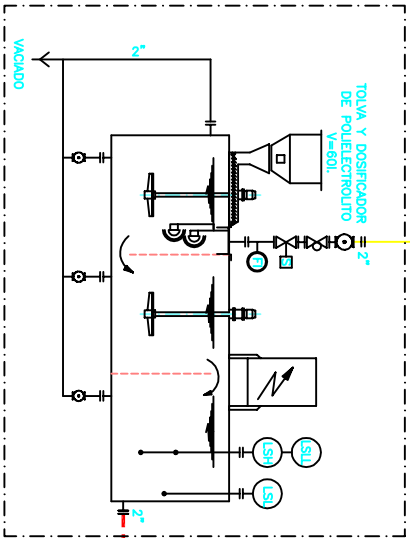 TOLVA Y DOSIFICADOR
DE POLIELECTROLITO
V=60l.
2"
VACIADO
2"
FI
S
LSH
LSLL
LSL
2"